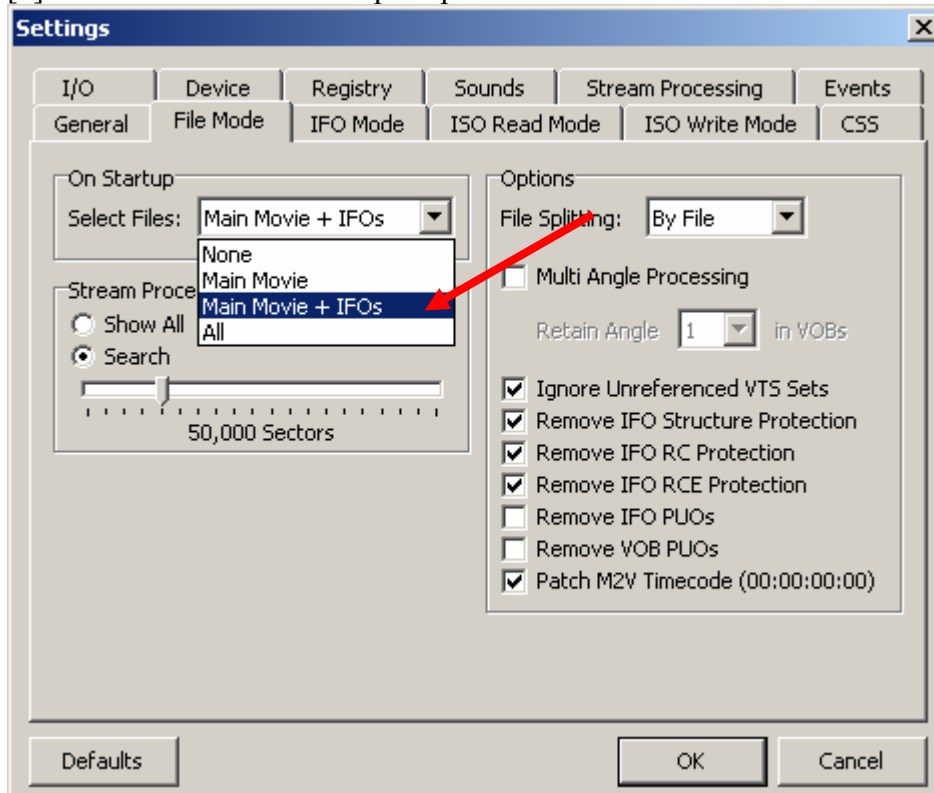 Settings
I/O Device Registry Sounds Stream Processing Events
General File Mode IFO Mode ISO Read Mode ISO Write Mode CSS
On Startup
Select Files: Main Movie + IFOs
None
Main Movie
Main Movie + IFOs
All
Stream Proce
Show All
Search
50,000 Sectors
Options
File Splitting: By File
Multi Angle Processing
Retain Angle 1 in VOBs
Ignore Unreferenced VTS Sets
Remove IFO Structure Protection
Remove IFO RC Protection
Remove IFO RCE Protection
Remove IFO PUOs
Remove VOB PUOs
Patch M2V Timecode (00:00:00:00)
Defaults OK Cancel